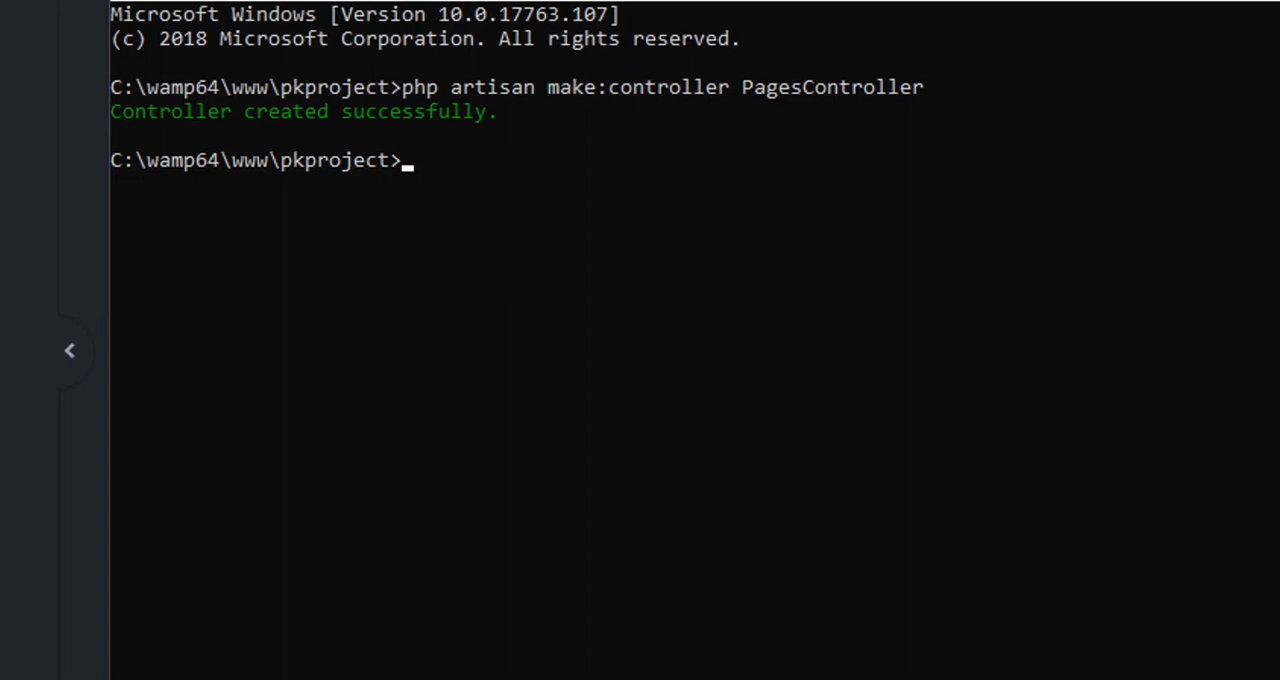 Microsoft Windows [Version 10.0.17763.107]
(c) 2018 Microsoft Corporation. All rights reserved.
C:\wamp64\www\pkproject>php artisan make:controller PagesController
Controller created successfully.
C:\wamp64\www\pkproject>